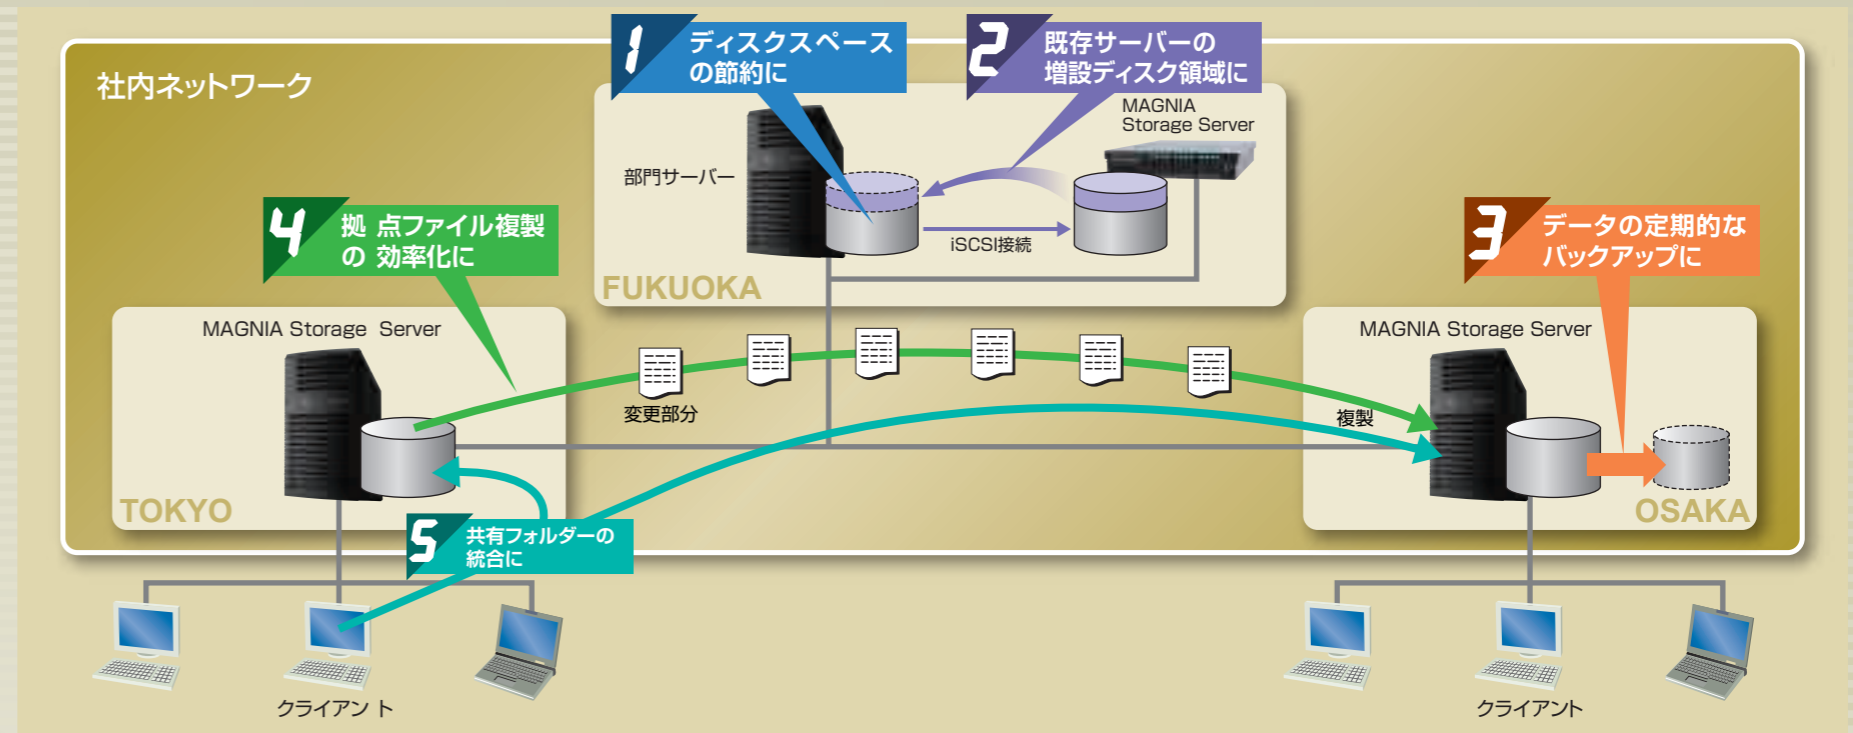 社内ネットワーク
1
ディスクスペース
の節約に
2
既存サーバーの
増設ディスク領域に
MAGNIA
Storage Server
部門サーバー
iSCSI接続
FUKUOKA
4
拠 点ファイル複製
の 効率化に
3
データの定期的な
バックアップに
MAGNIA Storage Server
変更部分
TOKYO
MAGNIA Storage Server
複製
OSAKA
5
共有フォルダーの
統合に
クライアン ト
クライアント